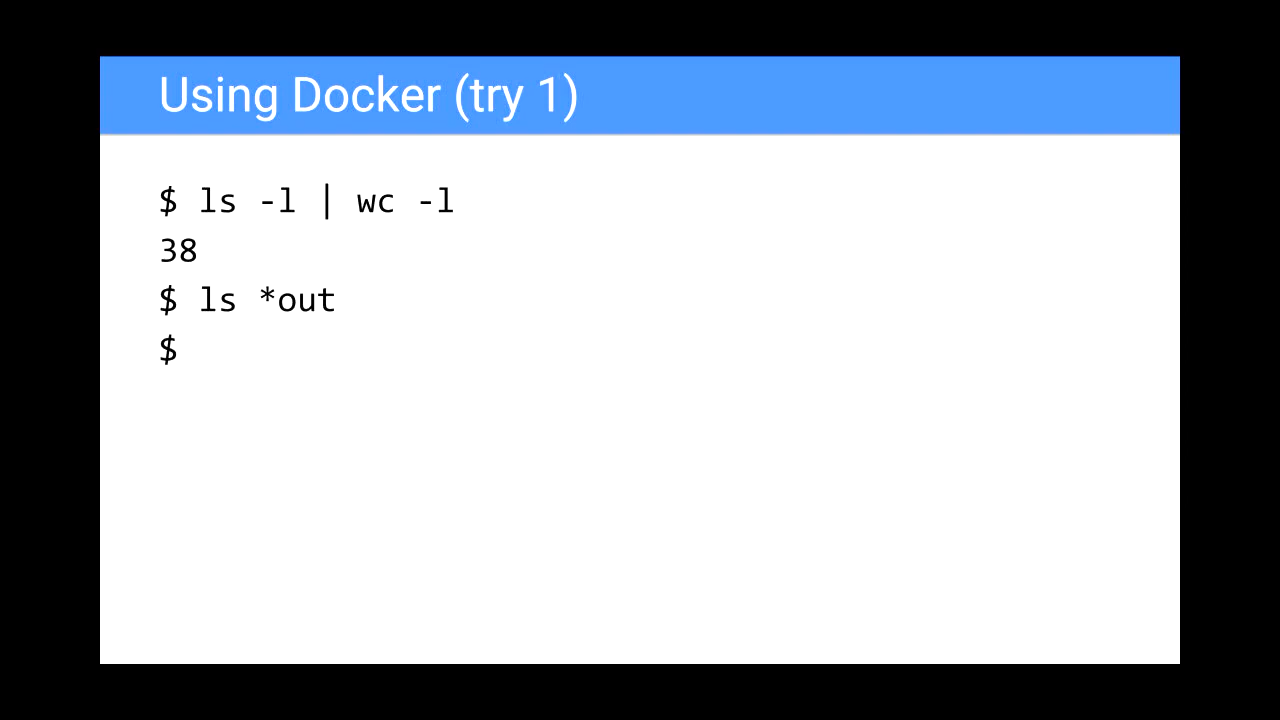 Using Docker (try 1)
$ ls -l | wc -l
38
$ ls *out
$